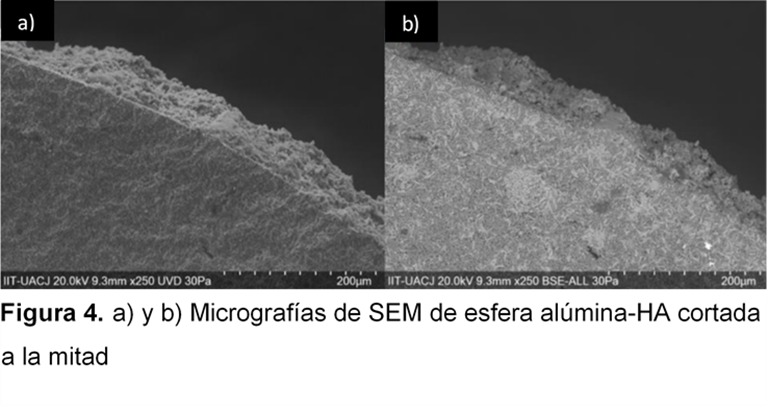 a)
b)
IIT-UACJ 20.0kV 9.3mm x250 UVD 30Pa 200µm
IIT-UACJ 20.0kV 9.3mm x250 BSE-ALL 30Pa 200µm
Figura 4. a) y b) Micrografías de SEM de esfera alúmina-HA cortada
a la mitad